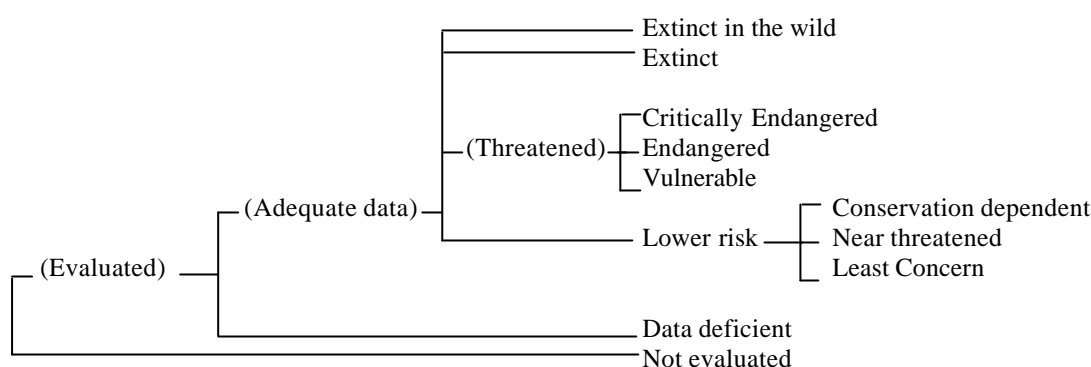 Extinct in the wild
Extinct
Critically Endangered
(Threatened)
Endangered
Vulnerable
(Adequate data)
Conservation dependent
Lower risk
Near threatened
(Evaluated)
Least Concern
Data deficient
Not evaluated